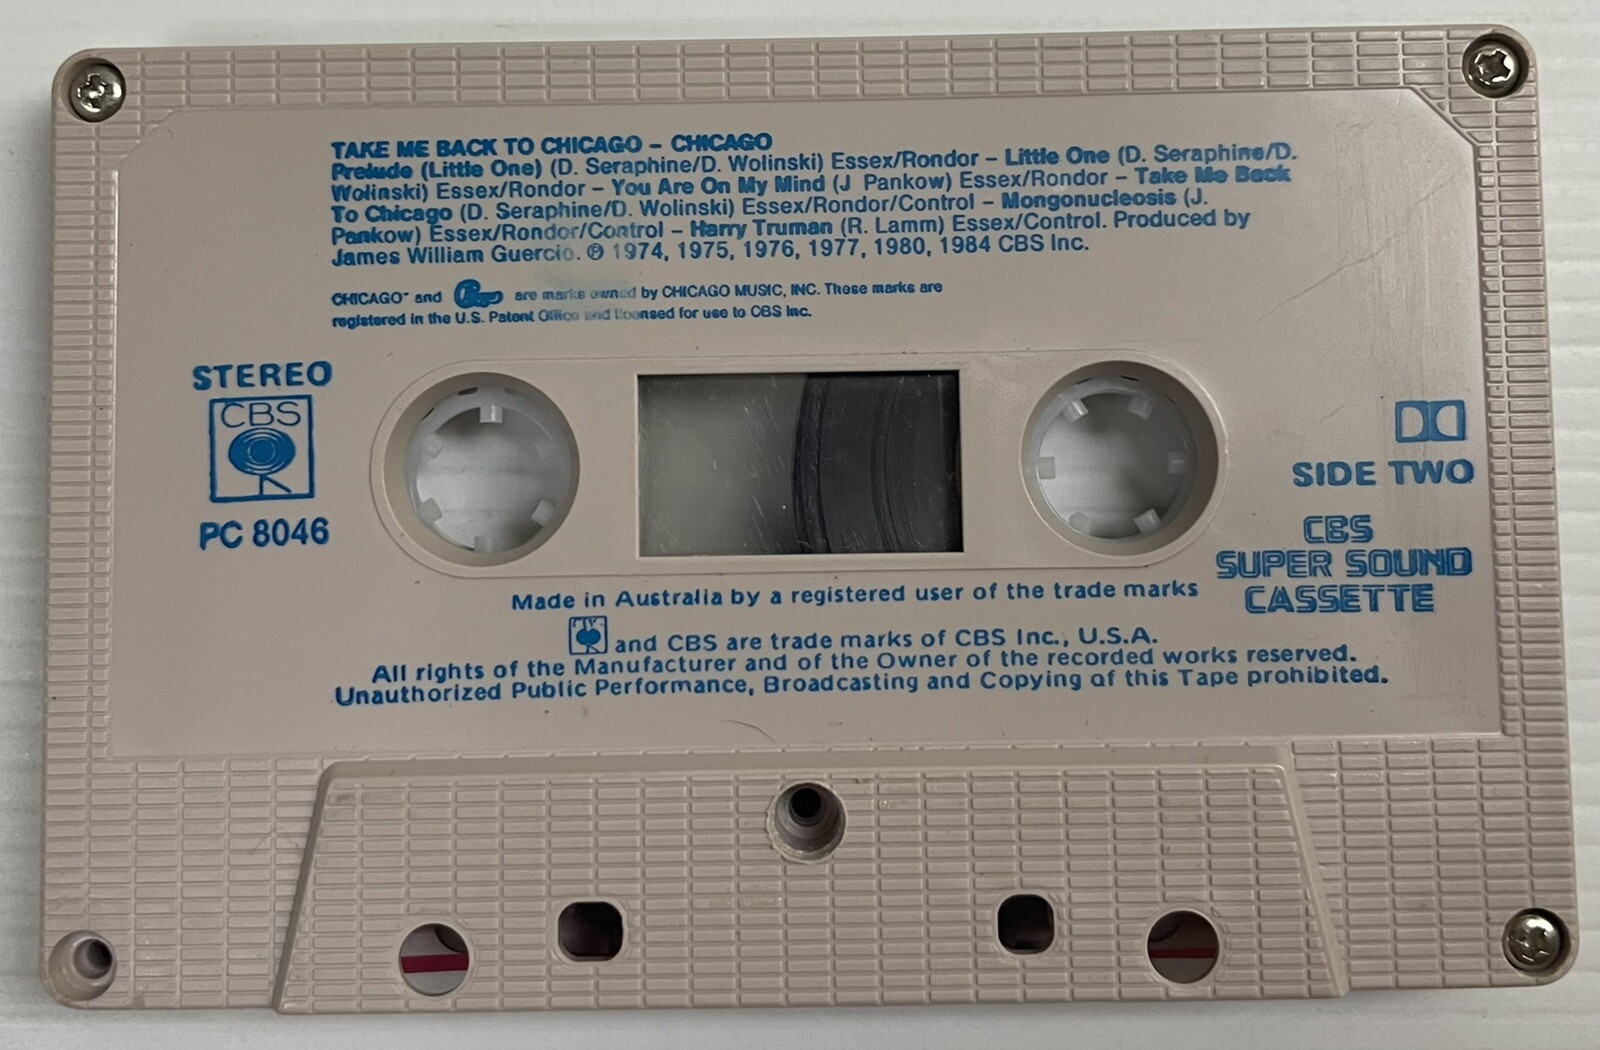 TAKE ME BACK TO CHICAGO – CHICAGO
Prelude (Little One) (D. Seraphine/D. Wolinski) Essex/Rondor – Little One (D. Seraphine/D.
Wolinski) Essex/Rondor – You Are On My Mind (J Pankow) Essex/Rondor – Take Me Back
To Chicago (D. Seraphine/D. Wolinski) Essex/Rondor/Control – Mongonucleosis (J.
Pankow) Essex/Rondor/Control – Harry Truman (R. Lamm) Essex/Control. Produced by
James William Guercio. ℗ 1974, 1975, 1976, 1977, 1980, 1984 CBS Inc.
CHICAGO" and Chicago are marks owned by CHICAGO MUSIC, INC. These marks are
registered in the U.S. Patent Office and licensed for use to CBS Inc.
STEREO
CBS
PC 8046
SIDE TWO
CBS
SUPER SOUND
CASSETTE
Made in Australia by a registered user of the trade marks
and CBS are trade marks of CBS Inc., U.S.A.
All rights of the Manufacturer and of the Owner of the recorded works reserved.
Unauthorized Public Performance, Broadcasting and Copying of this Tape prohibited.